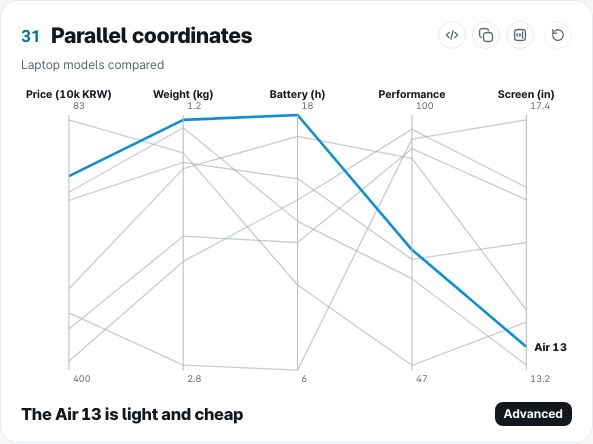 31 Parallel coordinates
Laptop models compared
Price (10k KRW) Weight (kg) Battery (h) Performance Screen (in)
83 1.2 18 100 17.4
Air 13
400 2.8 6 47 13.2
The Air 13 is light and cheap
Advanced